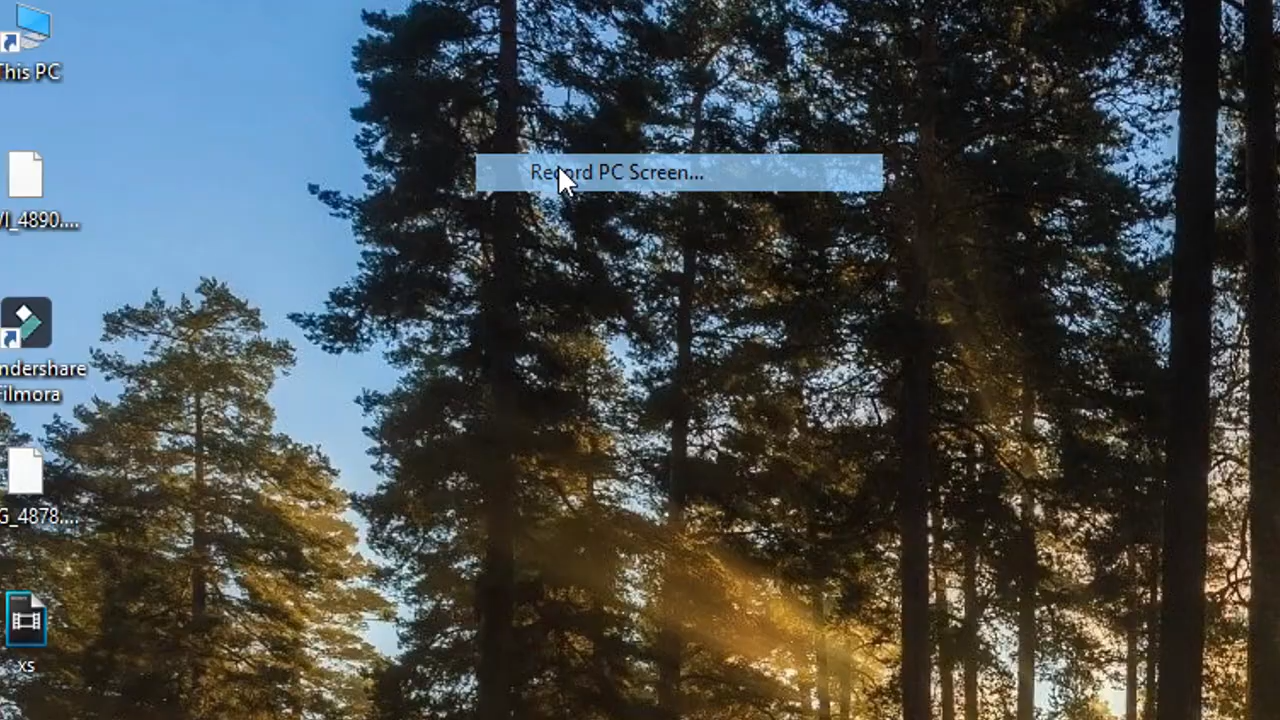 This PC
Record PC Screen...
VI_4890....
ndershare
Filmora
G_4878....
xs